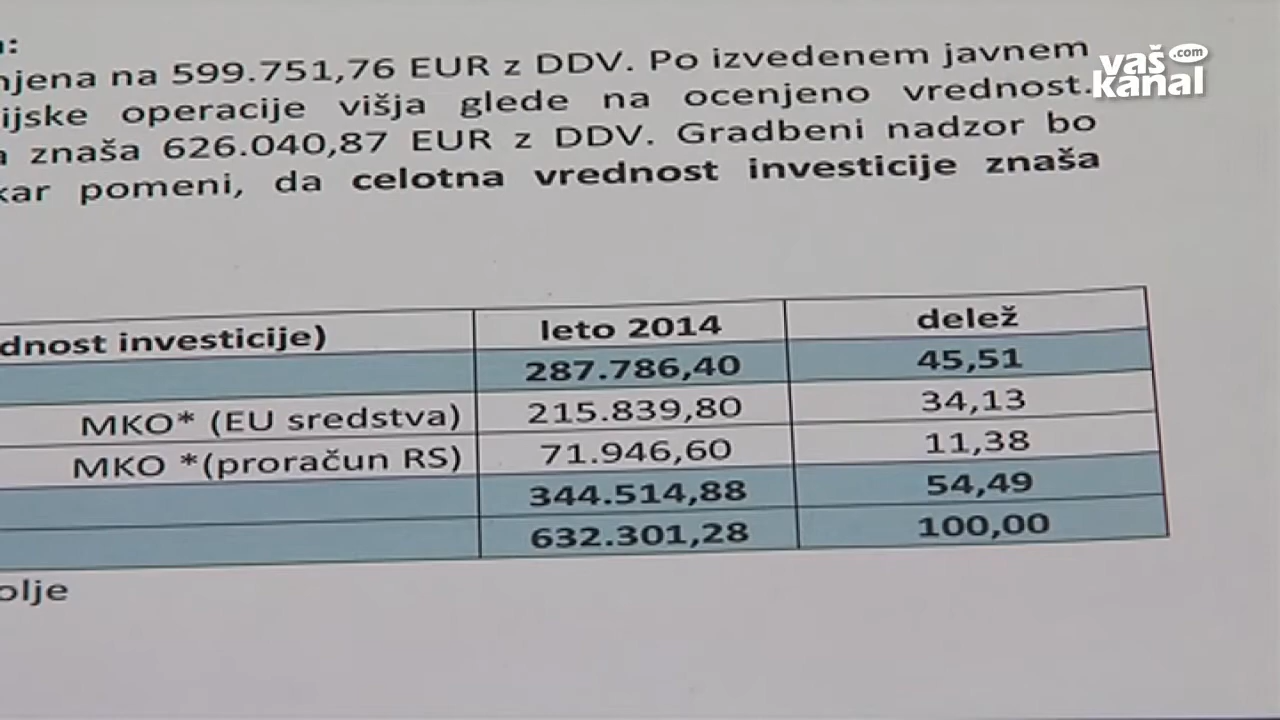 vaš
.com
kanal
njena na 599.751,76 EUR z DDV. Po izvedenem javnem
ijske operacije višja glede na ocenjeno vrednost.
a znaša 626.040,87 EUR z DDV. Gradbeni nadzor bo
kar pomeni, da celotna vrednost investicije znaša
dnost investicije) leto 2014 delež
287.786,40 45,51
MKO* (EU sredstva) 215.839,80 34,13
MKO *(proračun RS) 71.946,60 11,38
344.514,88 54,49
632.301,28 100,00
olje